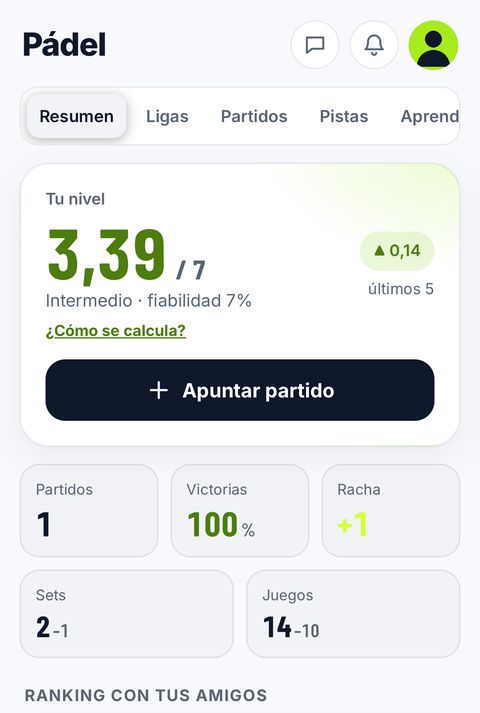 Pádel
Resumen Ligas Partidos Pistas Aprend
Tu nivel
3,39 / 7
▲ 0,14
últimos 5
Intermedio · fiabilidad 7%
¿Cómo se calcula?
+ Apuntar partido
Partidos Victorias Racha
1 100 % +1
Sets Juegos
2-1 14-10
RANKING CON TUS AMIGOS